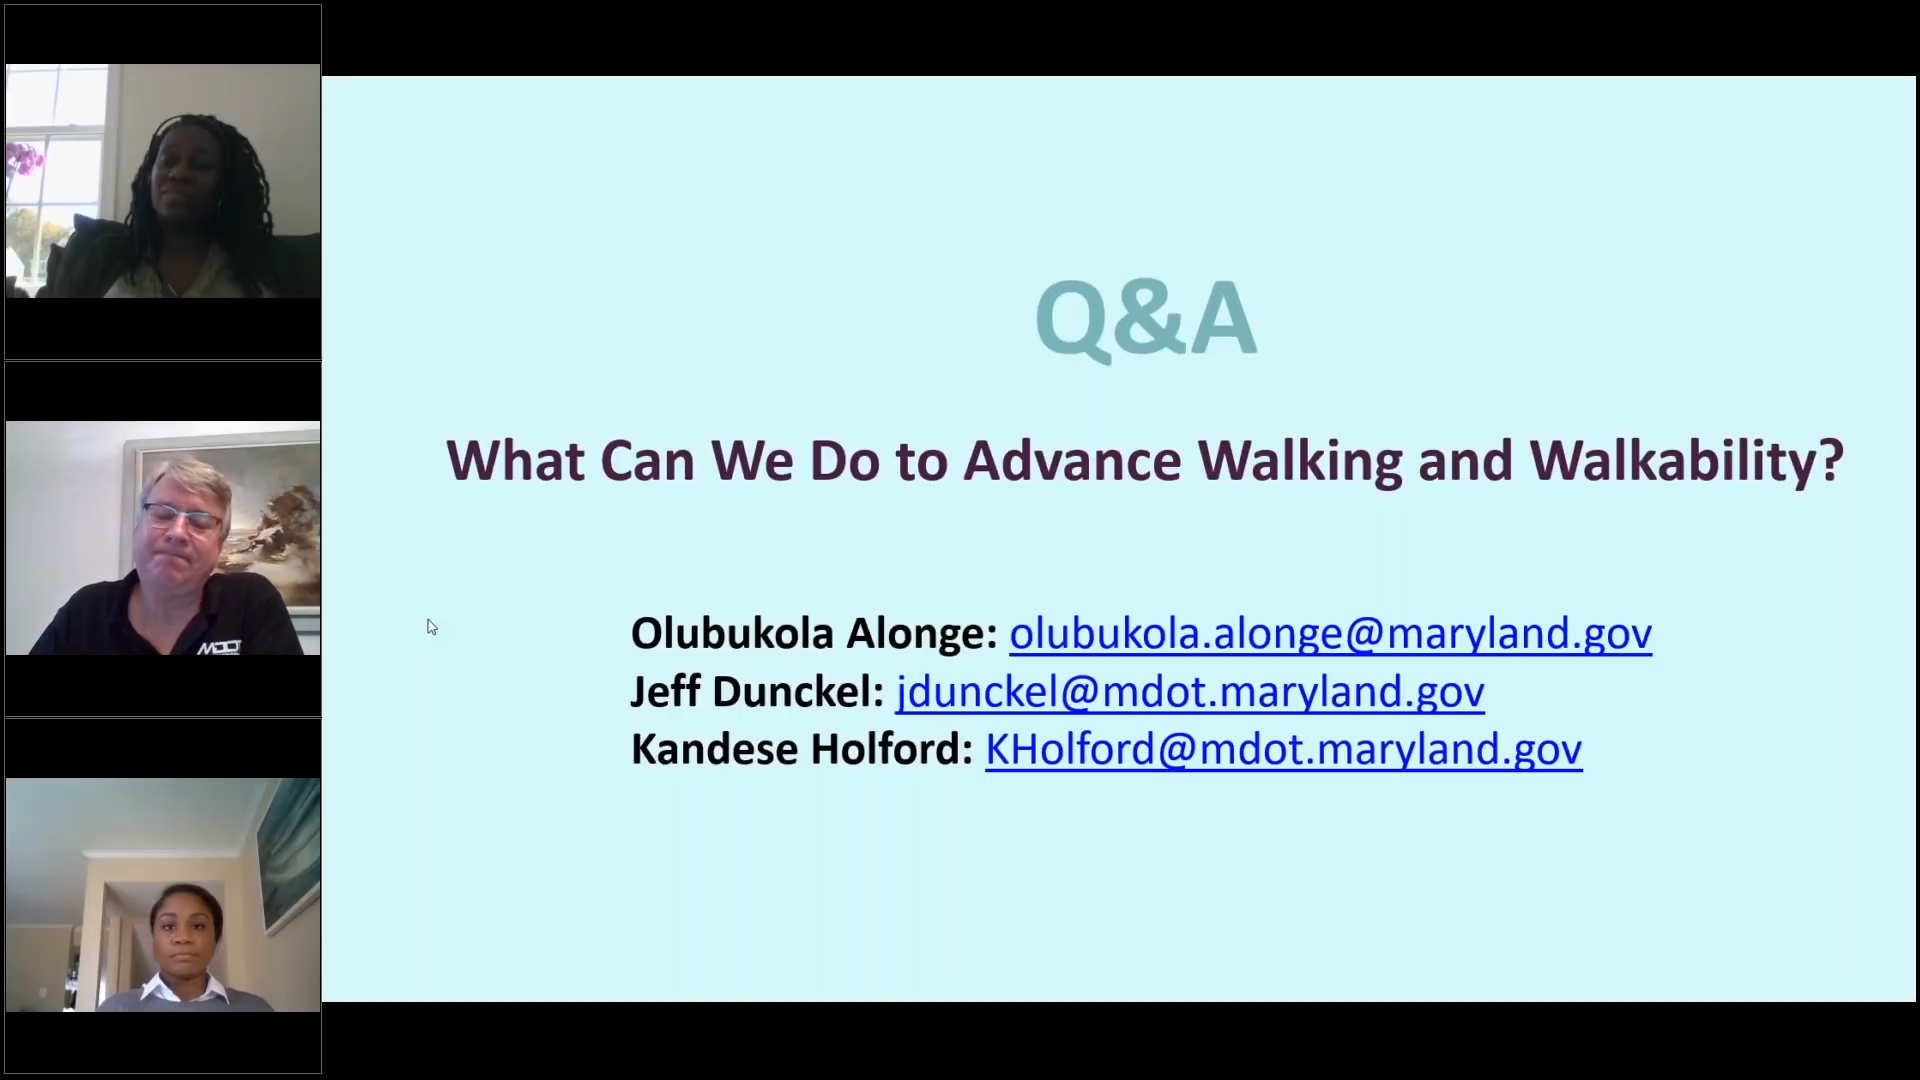 Q&A
What Can We Do to Advance Walking and Walkability?
Olubukola Alonge: olubukola.alonge@maryland.gov
Jeff Dunckel: jdunckel@mdot.maryland.gov
Kandese Holford: KHolford@mdot.maryland.gov
MDOT